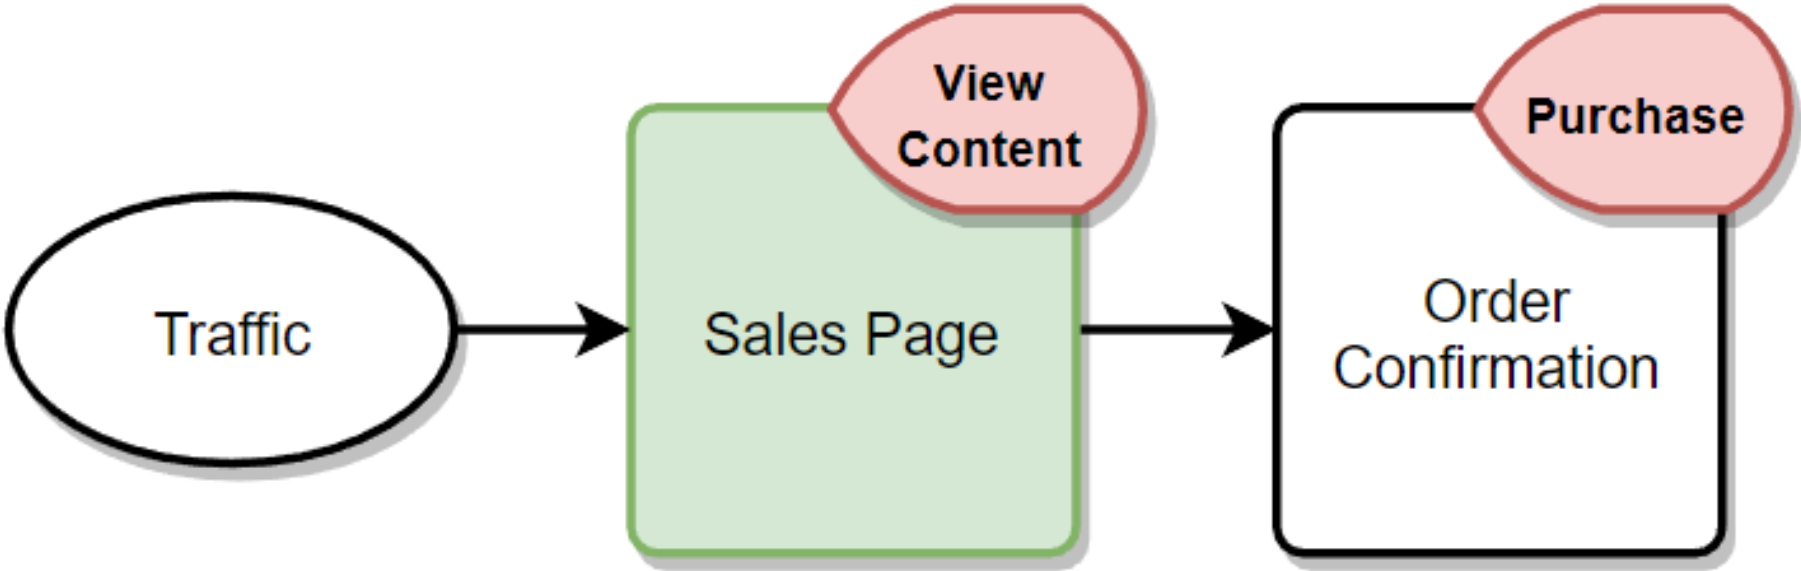 View
Content
Purchase
Traffic
Sales Page
Order
Confirmation